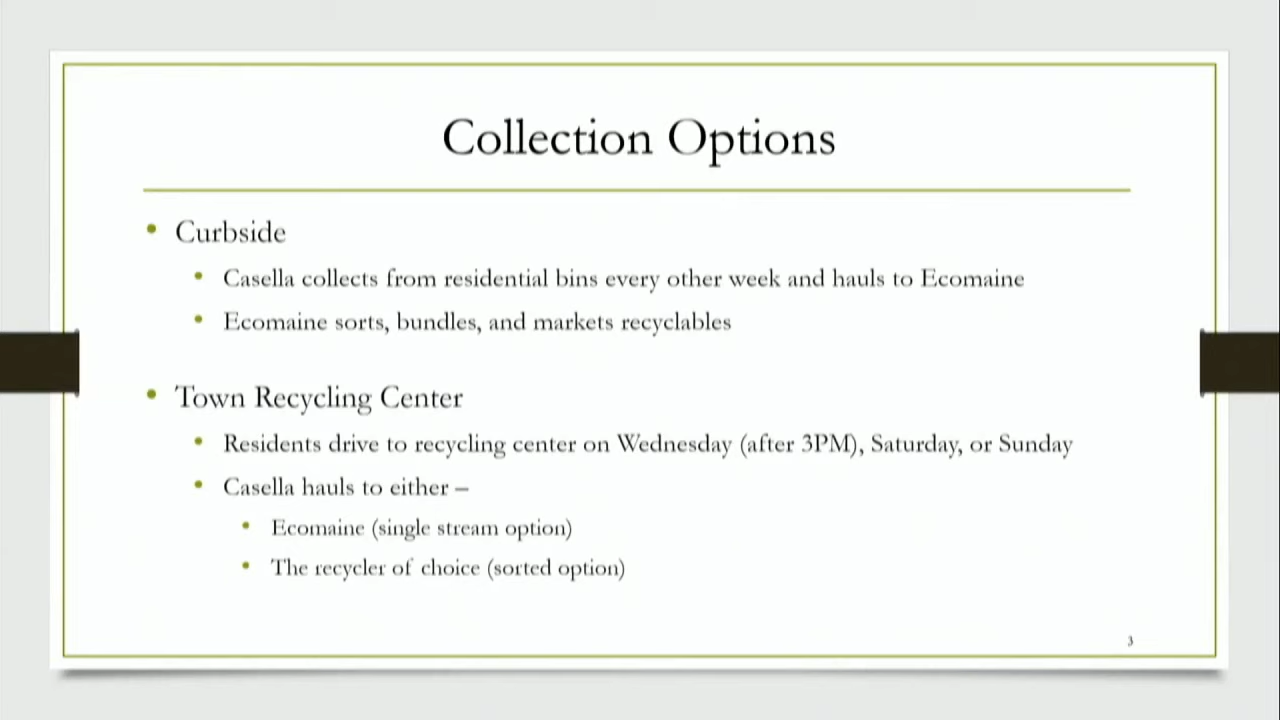 Collection Options
• Curbside
• Casella collects from residential bins every other week and hauls to Ecomaine
• Ecomaine sorts, bundles, and markets recyclables
• Town Recycling Center
• Residents drive to recycling center on Wednesday (after 3PM), Saturday, or Sunday
• Casella hauls to either –
• Ecomaine (single stream option)
• The recycler of choice (sorted option)
3